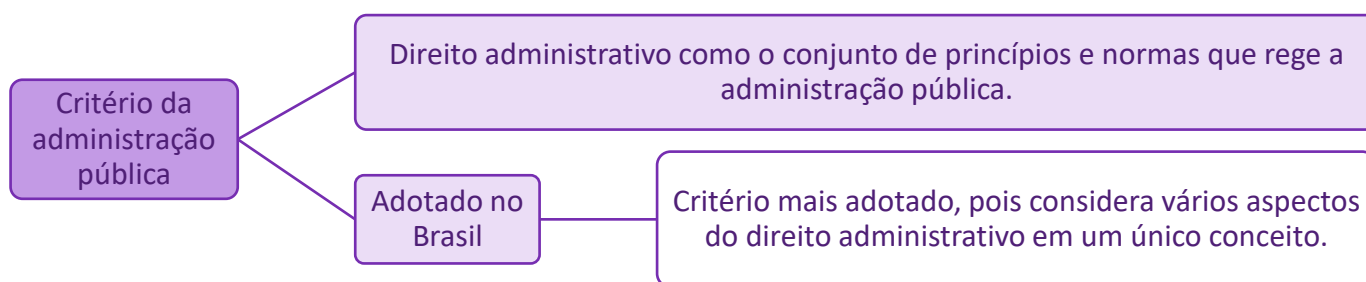 Direito administrativo como o conjunto de princípios e normas que rege a
administração pública.
Critério da
administração
pública
Adotado no
Brasil
Critério mais adotado, pois considera vários aspectos
do direito administrativo em um único conceito.